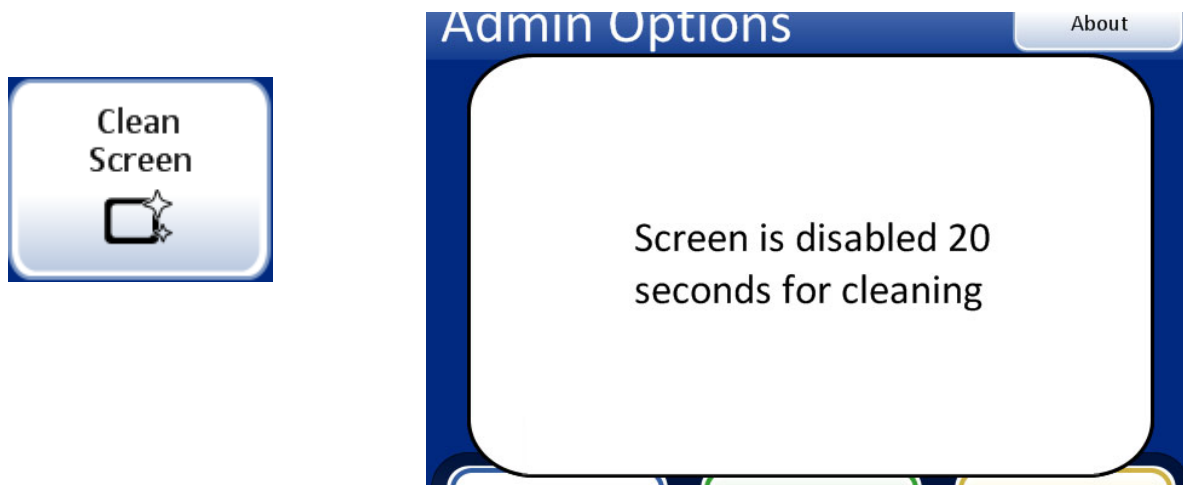 Clean
Screen
Admin Options
About
Screen is disabled 20
seconds for cleaning